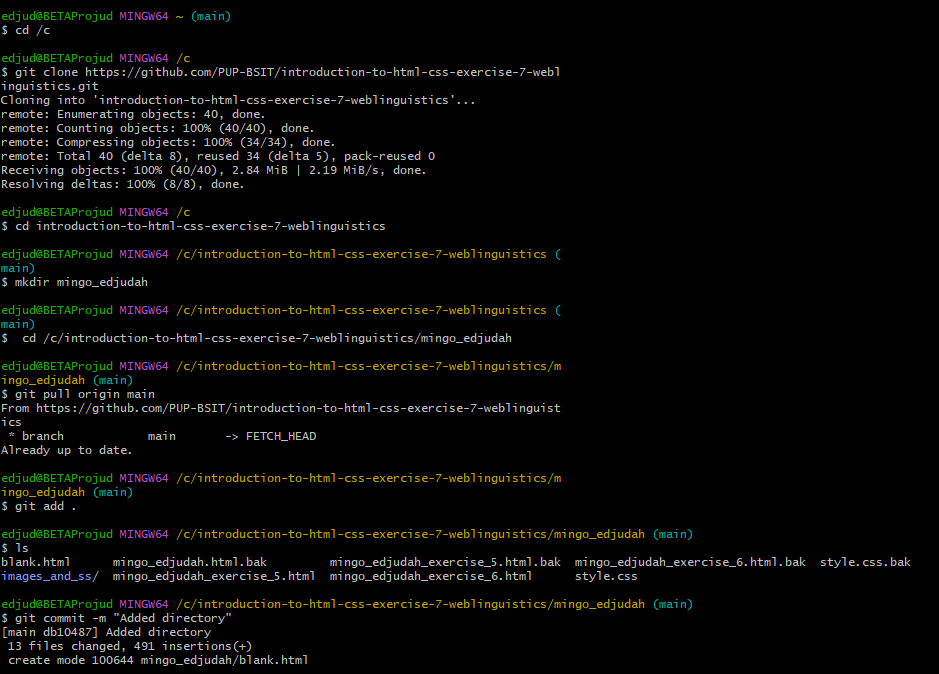 edjud@BETAProjud MINGW64 ~ (main)
$ cd /c
edjud@BETAProjud MINGW64 /c
$ git clone https://github.com/PUP-BSIT/introduction-to-html-css-exercise-7-webl
inguistics.git
Cloning into 'introduction-to-html-css-exercise-7-weblinguistics'...
remote: Enumerating objects: 40, done.
remote: Counting objects: 100% (40/40), done.
remote: Compressing objects: 100% (34/34), done.
remote: Total 40 (delta 8), reused 34 (delta 5), pack-reused 0
Receiving objects: 100% (40/40), 2.84 MiB | 2.19 MiB/s, done.
Resolving deltas: 100% (8/8), done.
edjud@BETAProjud MINGW64 /c
$ cd introduction-to-html-css-exercise-7-weblinguistics
edjud@BETAProjud MINGW64 /c/introduction-to-html-css-exercise-7-weblinguistics (
main)
$ mkdir mingo_edjudah
edjud@BETAProjud MINGW64 /c/introduction-to-html-css-exercise-7-weblinguistics (
main)
$  cd /c/introduction-to-html-css-exercise-7-weblinguistics/mingo_edjudah
edjud@BETAProjud MINGW64 /c/introduction-to-html-css-exercise-7-weblinguistics/m
ingo_edjudah (main)
$ git pull origin main
From https://github.com/PUP-BSIT/introduction-to-html-css-exercise-7-weblinguist
ics
 * branch            main       -> FETCH_HEAD
Already up to date.
edjud@BETAProjud MINGW64 /c/introduction-to-html-css-exercise-7-weblinguistics/m
ingo_edjudah (main)
$ git add .
edjud@BETAProjud MINGW64 /c/introduction-to-html-css-exercise-7-weblinguistics/mingo_edjudah (main)
$ ls
blank.html      mingo_edjudah.html.bak         mingo_edjudah_exercise_5.html.bak  mingo_edjudah_exercise_6.html.bak  style.css.bak
images_and_ss/  mingo_edjudah_exercise_5.html  mingo_edjudah_exercise_6.html      style.css
edjud@BETAProjud MINGW64 /c/introduction-to-html-css-exercise-7-weblinguistics/mingo_edjudah (main)
$ git commit -m "Added directory"
[main db10487] Added directory
 13 files changed, 491 insertions(+)
 create mode 100644 mingo_edjudah/blank.html